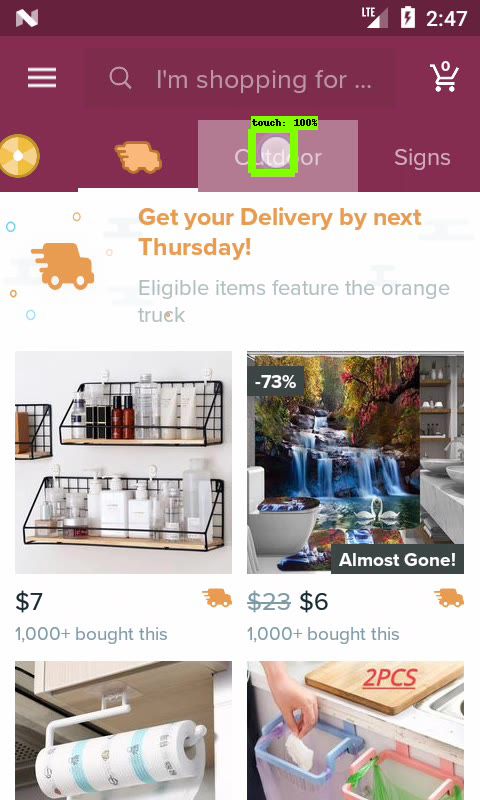 LTE
2:47
I'm shopping for ...
0
touch: 100%
Outdoor
Signs
Get your Delivery by next
Thursday!
Eligible items feature the orange
truck
-73%
Almost Gone!
$7
$23 $6
1,000+ bought this
1,000+ bought this
2PCS